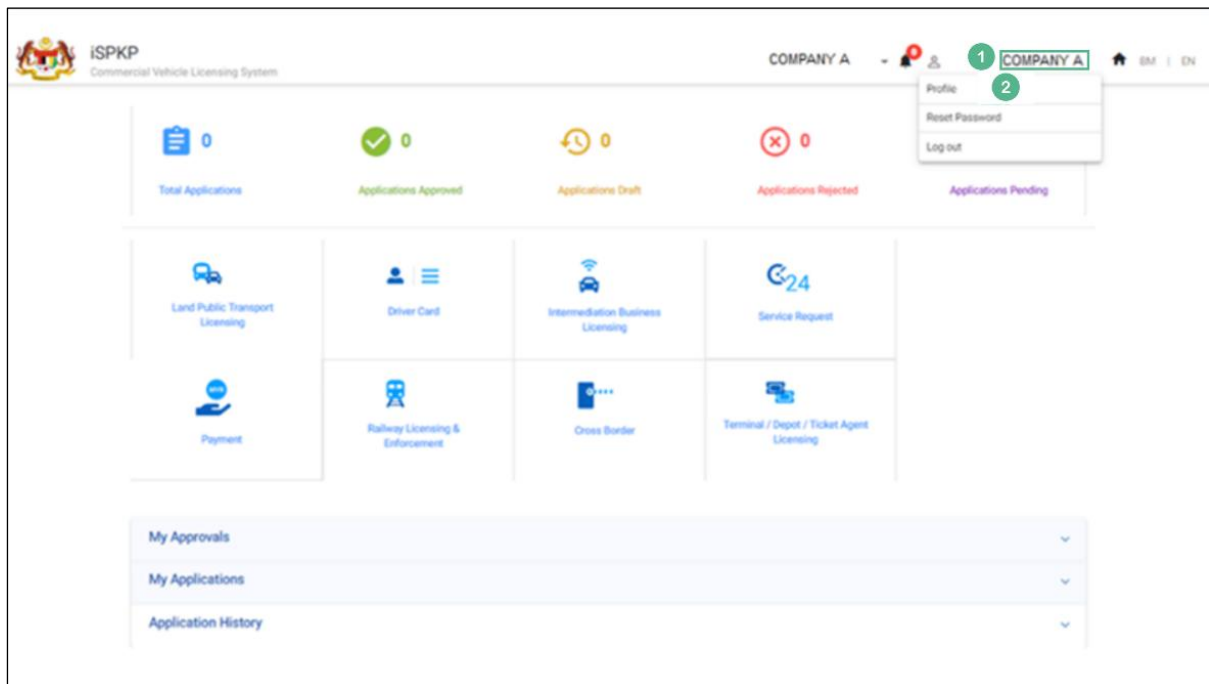 iSPKP
Commercial Vehicle Licensing System
COMPANY A
1
COMPANY A
BM | EN
Profile
2
Reset Password
Log out
0
0
0
0
Total Applications
Applications Approved
Applications Draft
Applications Rejected
Applications Pending
Land Public Transport
Licensing
Driver Card
Intermediation Business
Licensing
24
Service Request
Payment
Railway Licensing &
Enforcement
Cross Border
Terminal / Depot / Ticket Agent
Licensing
My Approvals
My Applications
Application History